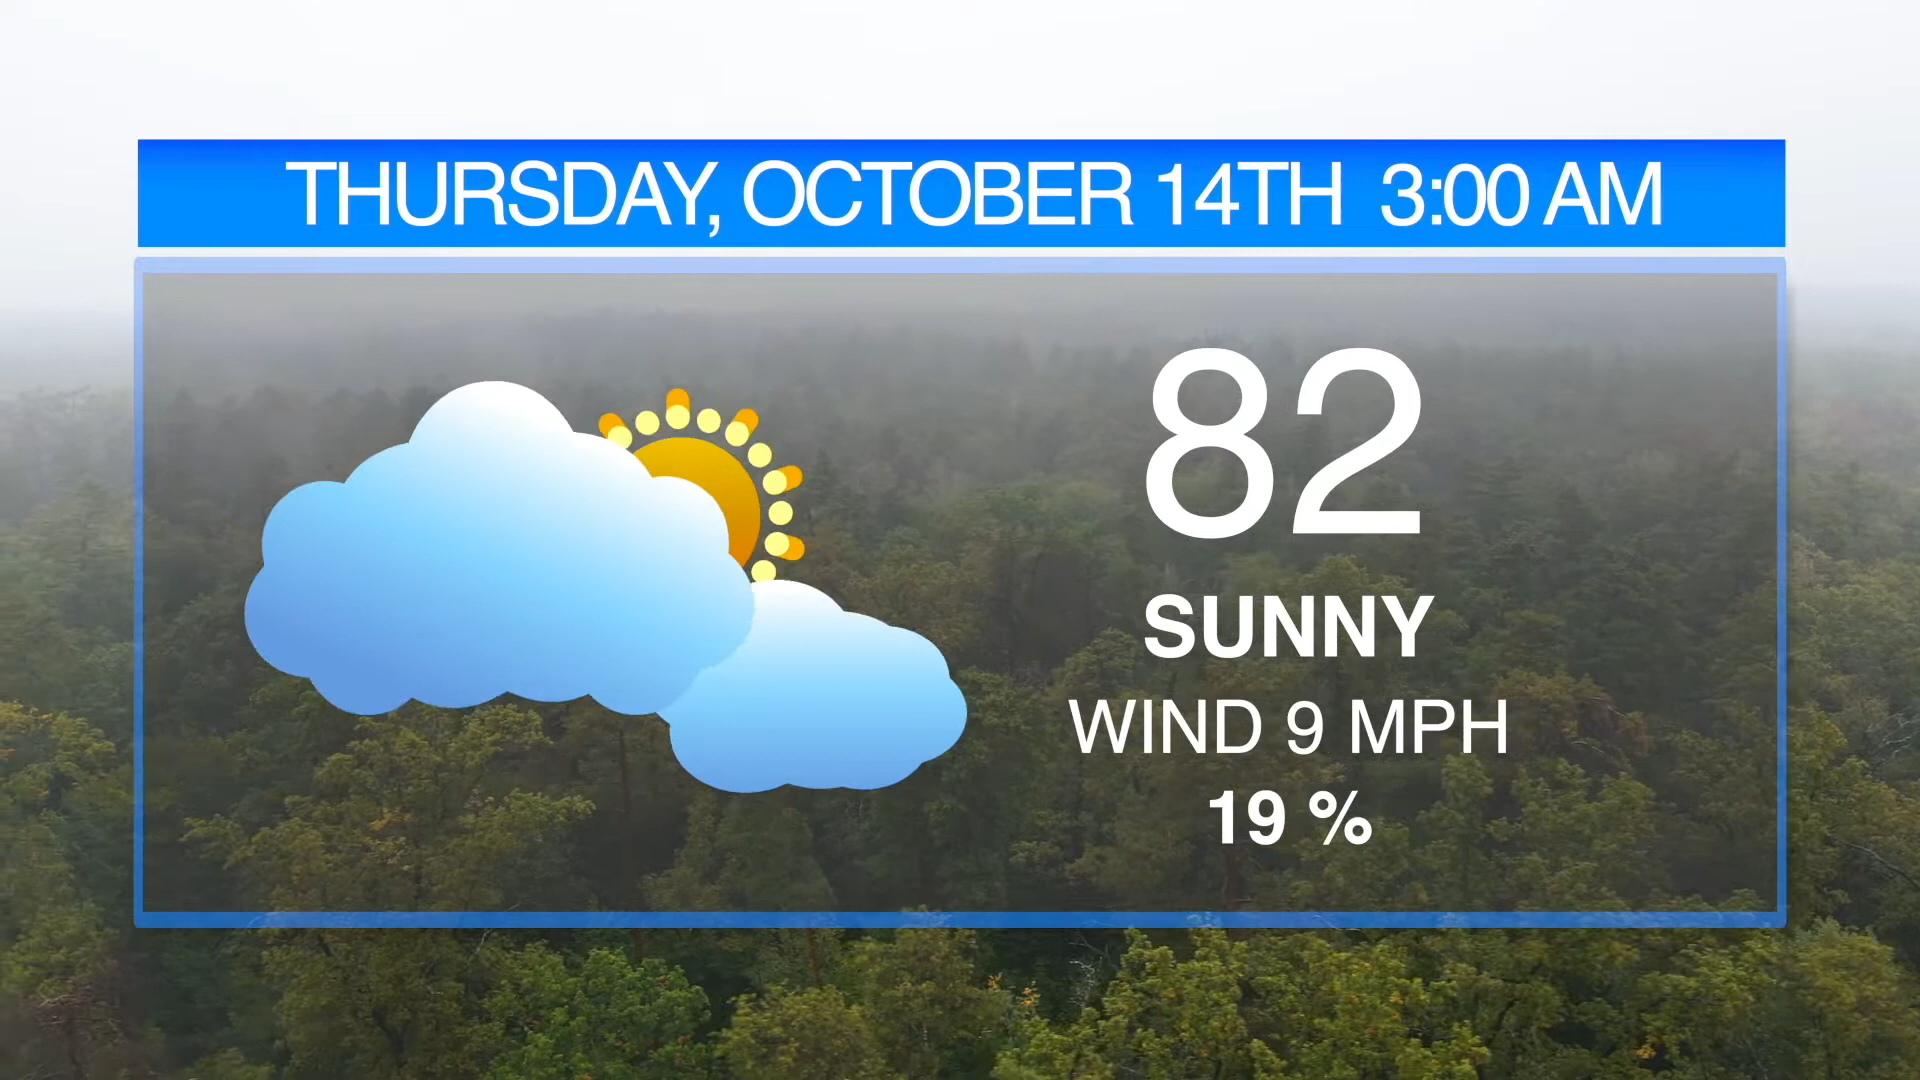 THURSDAY, OCTOBER 14TH 3:00 AM
82
SUNNY
WIND 9 MPH
19 %